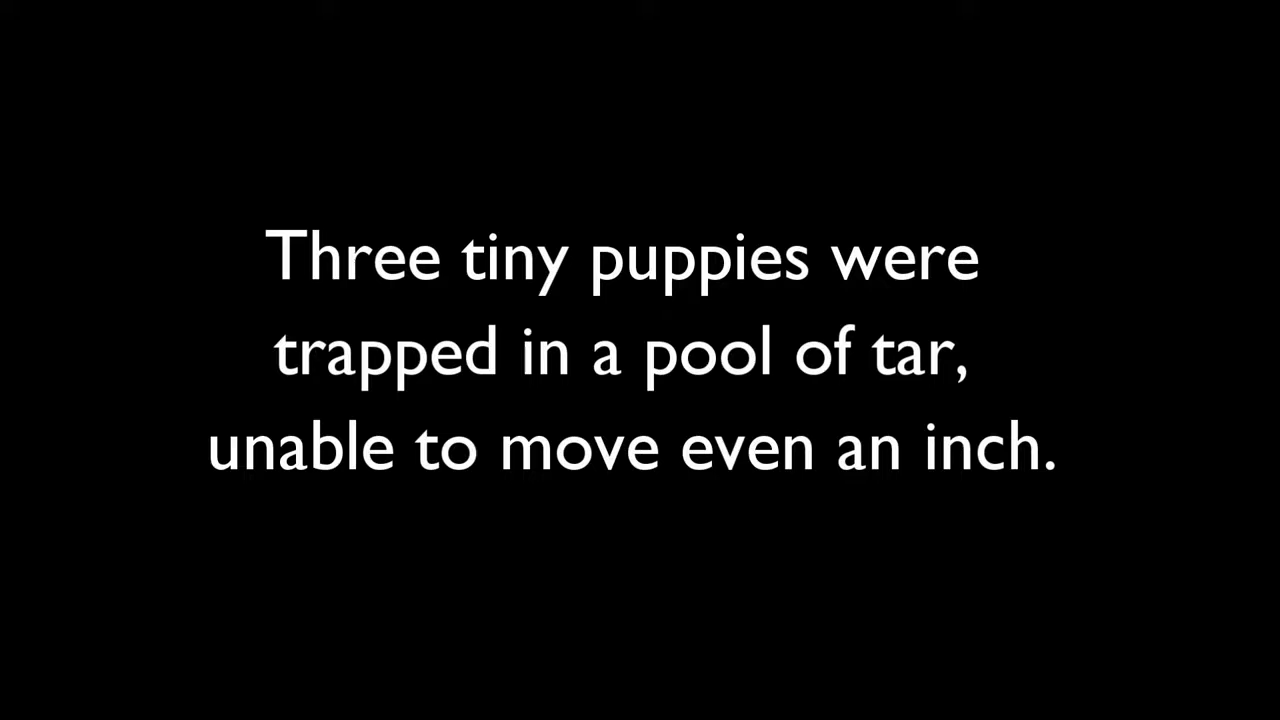 Three tiny puppies were
trapped in a pool of tar,
unable to move even an inch.